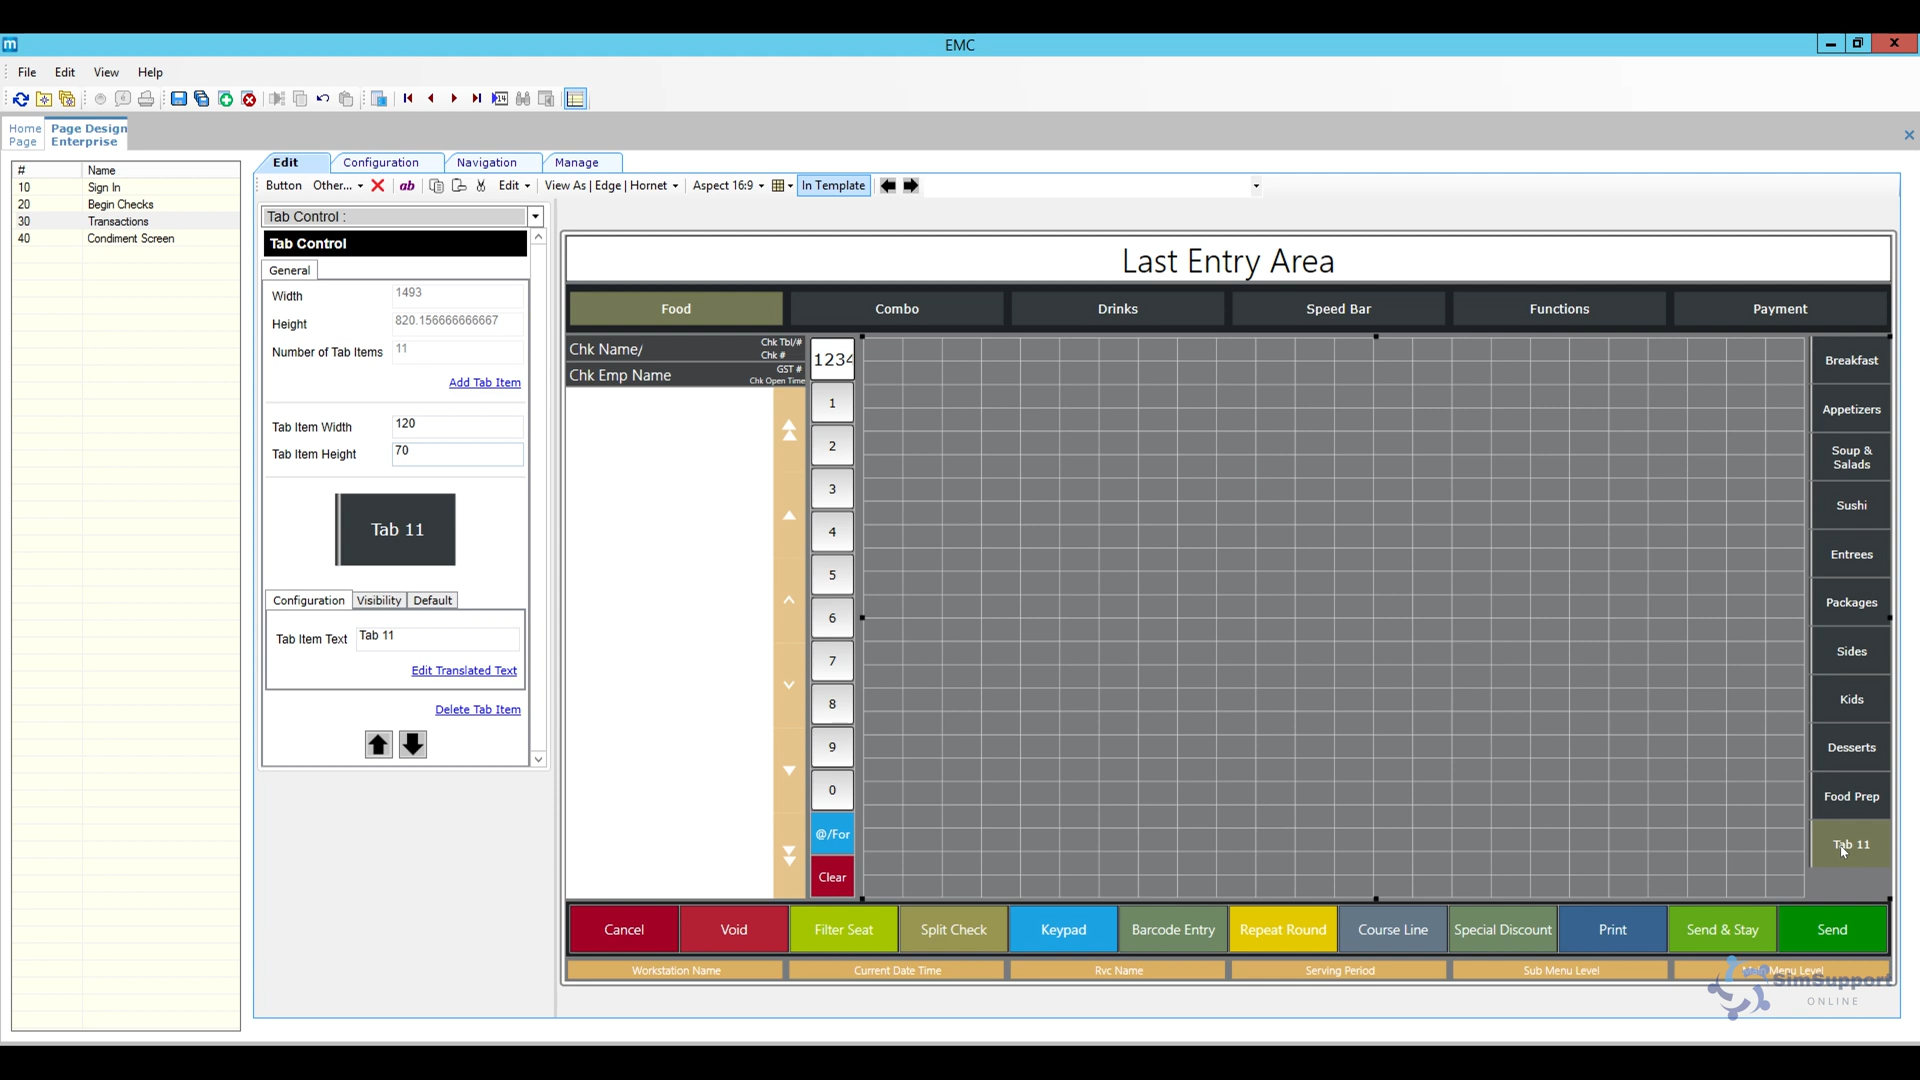 EMC
File Edit View Help
Home Page
Page Design Enterprise
# Name
10 Sign In
20 Begin Checks
30 Transactions
40 Condiment Screen
Edit Configuration Navigation Manage
Button Other... ab Edit View As | Edge | Hornet Aspect 16:9 In Template
Tab Control :
Tab Control
General
Width 1493
Height 820.156666666667
Number of Tab Items 11
Add Tab Item
Tab Item Width 120
Tab Item Height 70
Tab 11
Configuration Visibility Default
Tab Item Text Tab 11
Edit Translated Text
Delete Tab Item
Last Entry Area
Food Combo Drinks Speed Bar Functions Payment
Chk Name/ Chk Tbl/#
Chk #
Chk Emp Name GST #
Chk Open Time
1234
1
2
3
4
5
6
7
8
9
0
@/For
Clear
Breakfast
Appetizers
Soup &
Salads
Sushi
Entrees
Packages
Sides
Kids
Desserts
Food Prep
Tab 11
Cancel Void Filter Seat Split Check Keypad Barcode Entry Repeat Round Course Line Special Discount Print Send & Stay Send
Workstation Name Current Date Time Rvc Name Serving Period Sub Menu Level Menu Level
SimSupport
ONLINE